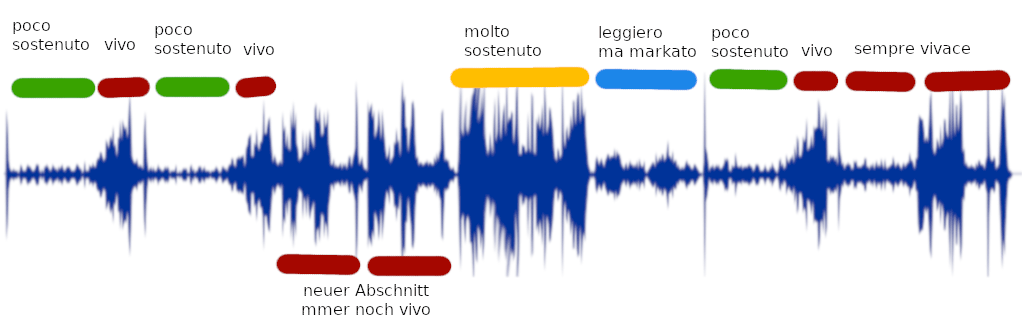 poco
sostenuto
vivo
poco
sostenuto
vivo
molto
sostenuto
leggiero
ma markato
poco
sostenuto
vivo
sempre vivace
neuer Abschnitt
mmer noch vivo